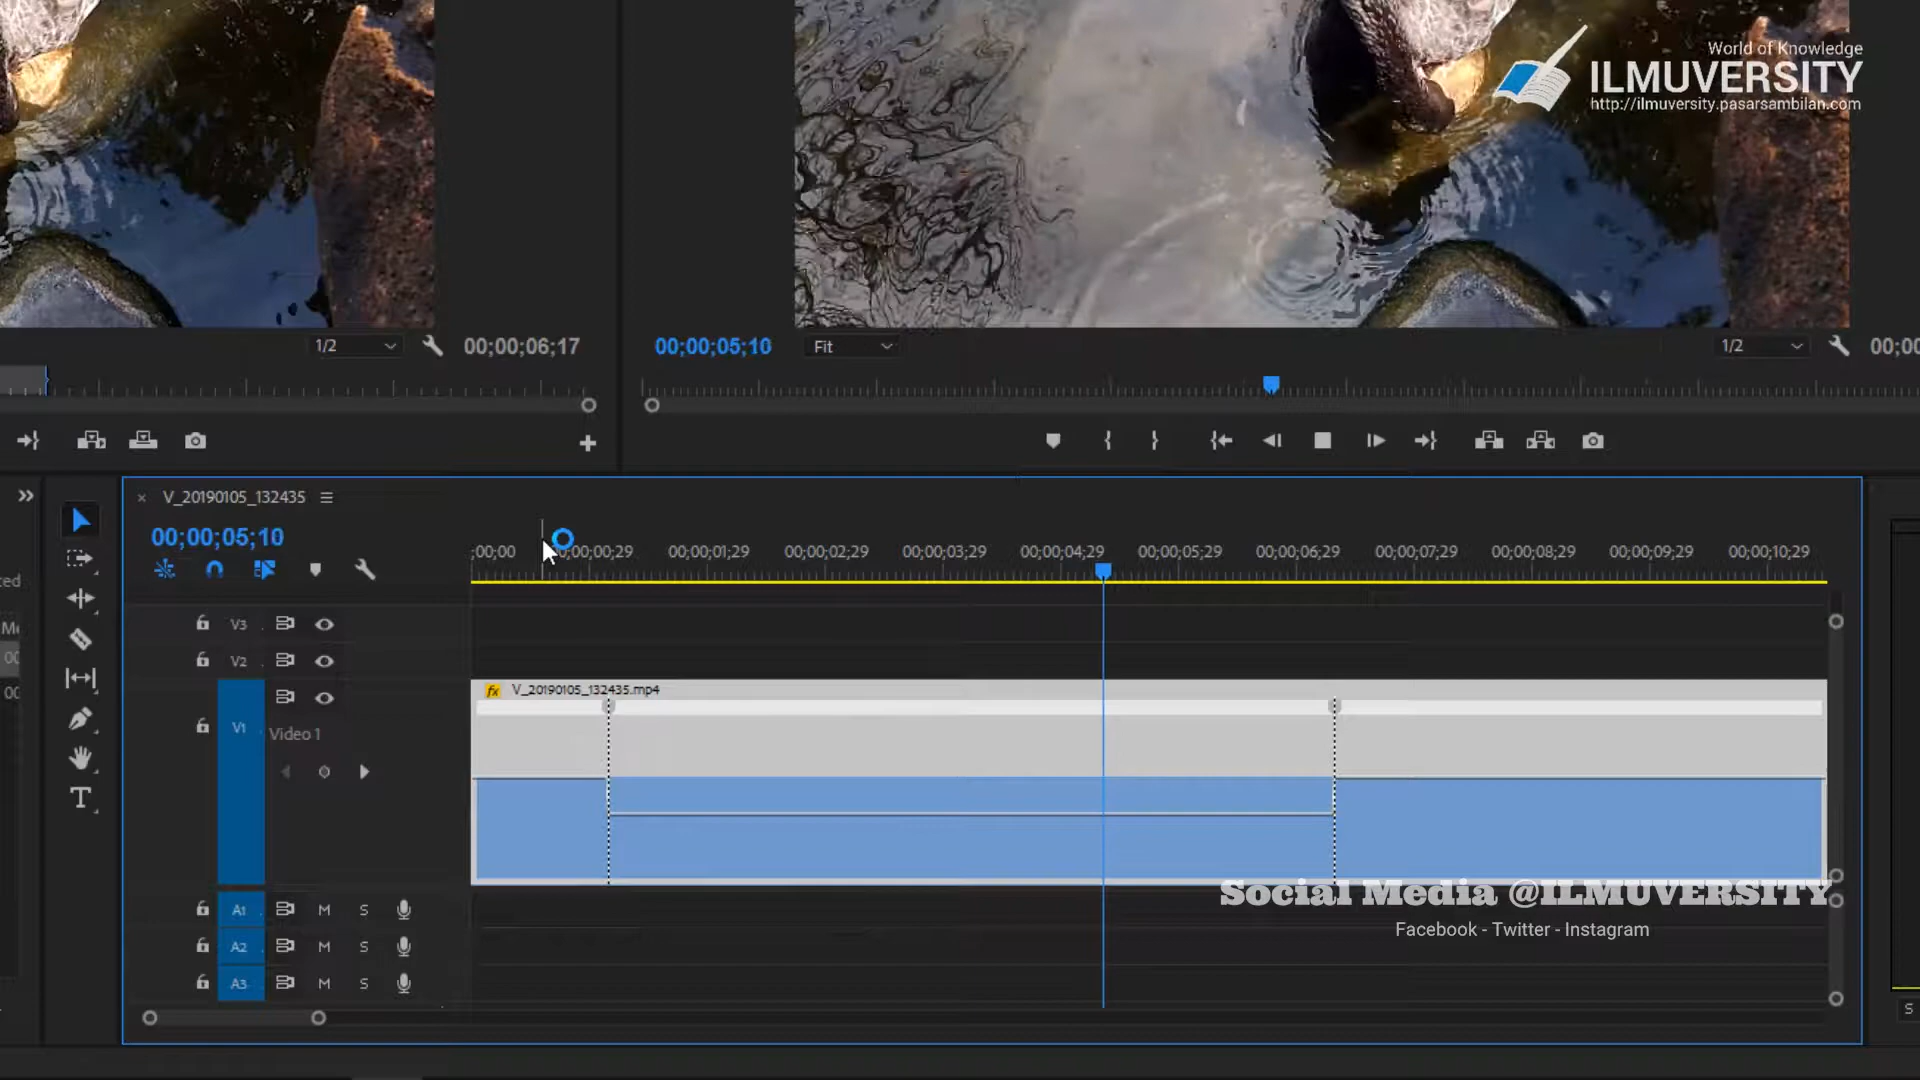 World of Knowledge
ILMUVERSITY
http://ilmuversity.pasarsambilan.com
1/2
00;00;06;17
00;00;05;10
Fit
1/2
00;00
V_20190105_132435
00;00;05;10
;00;00
00;00;00;29
00;00;01;29
00;00;02;29
00;00;03;29
00;00;04;29
00;00;05;29
00;00;06;29
00;00;07;29
00;00;08;29
00;00;09;29
00;00;10;29
V3
V2
fx V_20190105_132435.mp4
V1
Video 1
T
Social Media @ILMUVERSITY
A1 M S
Facebook - Twitter - Instagram
A2 M S
A3 M S
S